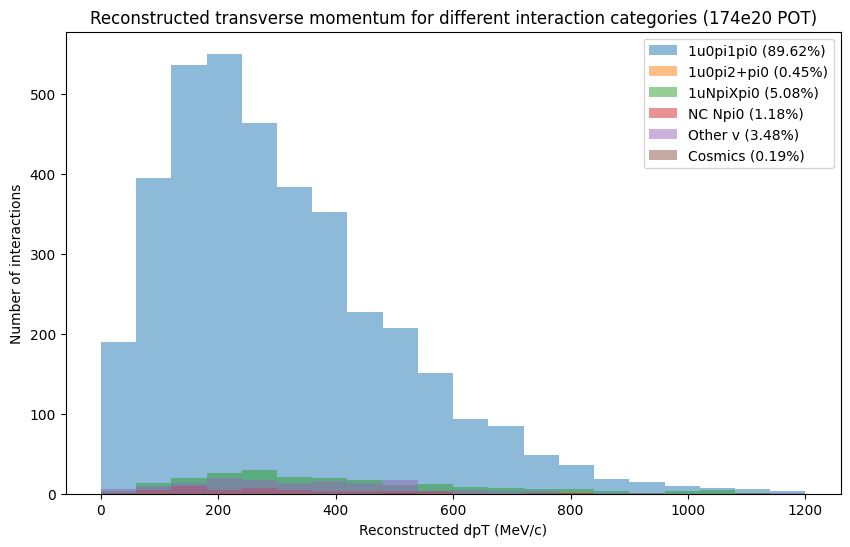 Reconstructed transverse momentum for different interaction categories (174e20 POT)
1u0pi1pi0 (89.62%)
1u0pi2+pi0 (0.45%)
1uNpiXpi0 (5.08%)
NC Npi0 (1.18%)
Other v (3.48%)
Cosmics (0.19%)
Number of interactions
500
400
300
200
100
0
0
200
400
600
800
1000
1200
Reconstructed dpT (MeV/c)